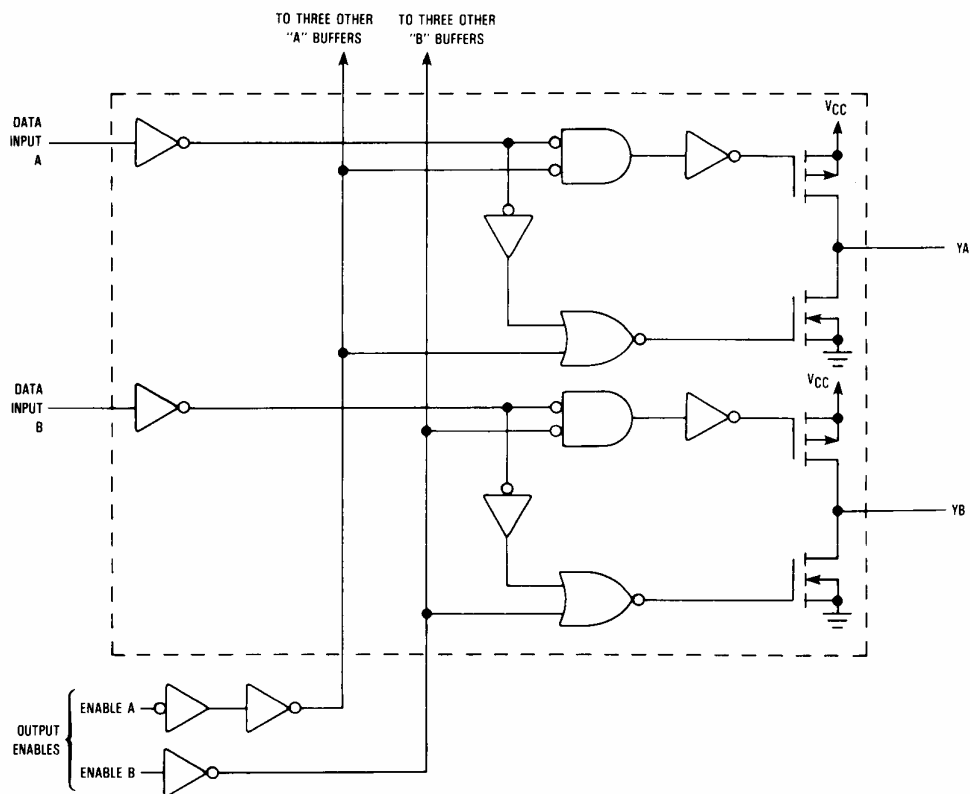 TO THREE OTHER
"A" BUFFERS
TO THREE OTHER
"B" BUFFERS
DATA
INPUT
A
VCC
YA
DATA
INPUT
B
VCC
YB
OUTPUT
ENABLES
ENABLE A
ENABLE B